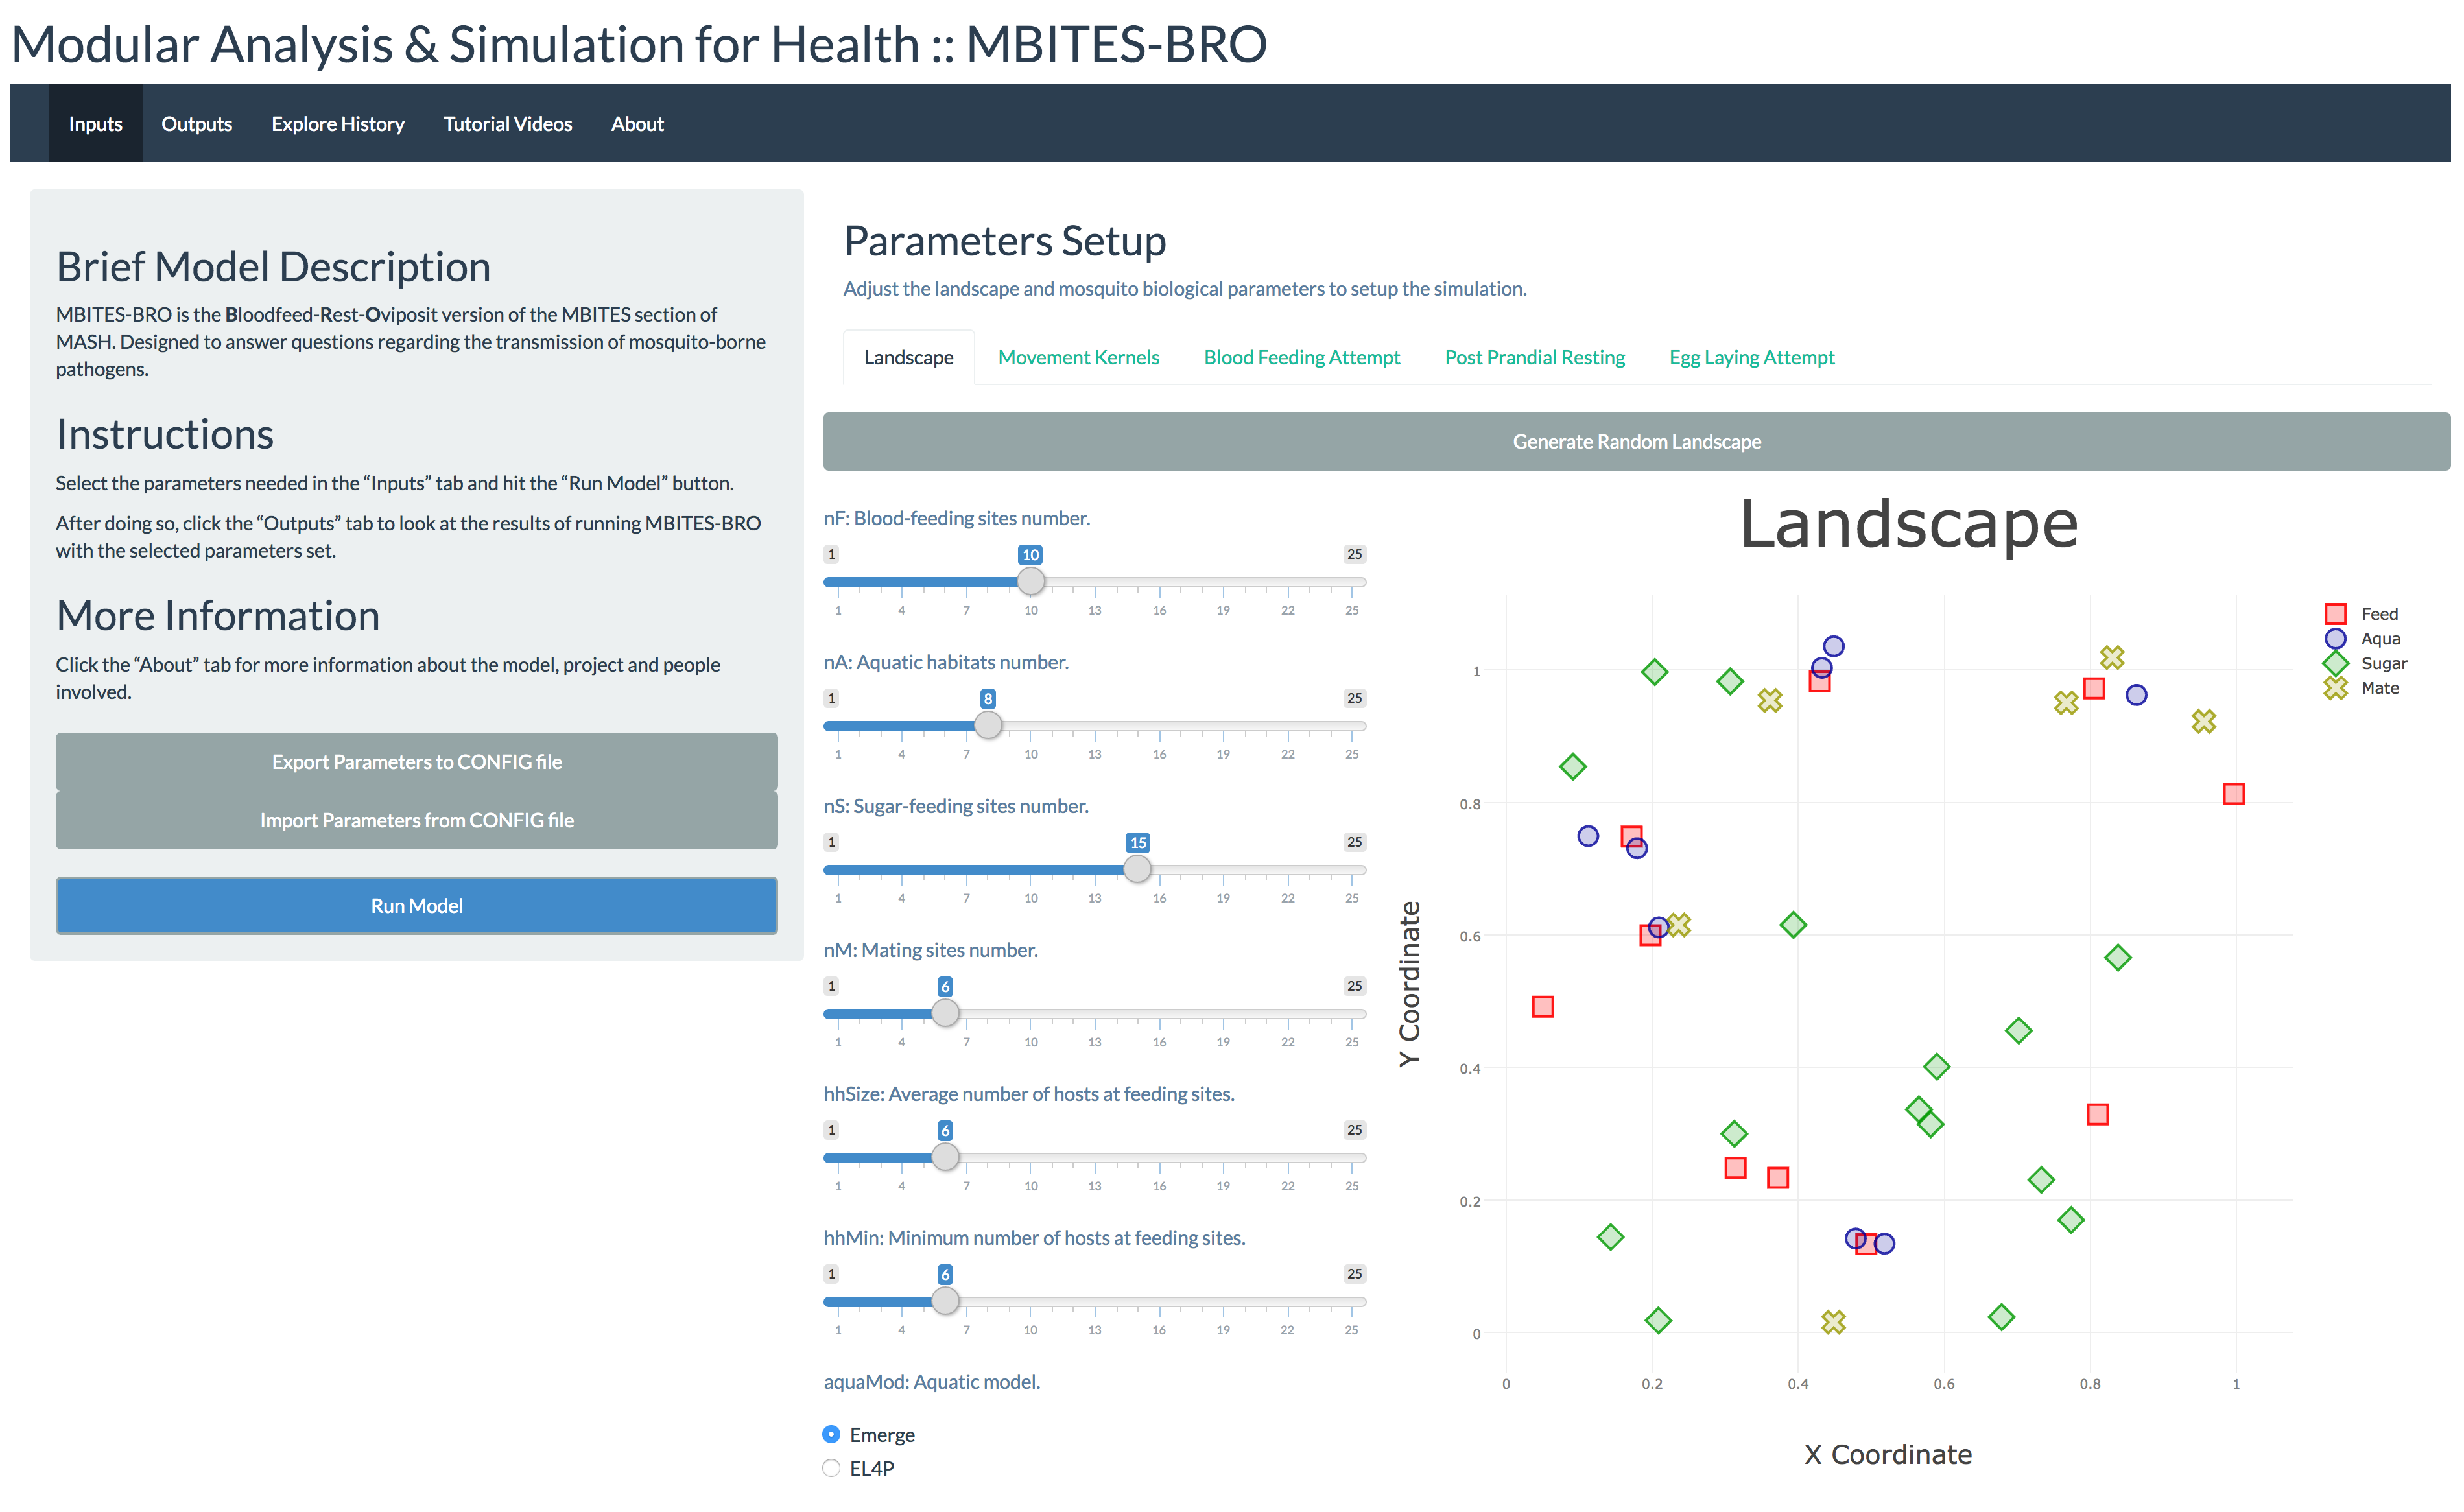 Modular Analysis & Simulation for Health :: MBITES-BRO
Inputs Outputs Explore History Tutorial Videos About
Brief Model Description
MBITES-BRO is the Bloodfeed-Rest-Oviposit version of the MBITES section of
MASH. Designed to answer questions regarding the transmission of mosquito-borne
pathogens.
Instructions
Select the parameters needed in the “Inputs” tab and hit the “Run Model” button.
After doing so, click the “Outputs” tab to look at the results of running MBITES-BRO
with the selected parameters set.
More Information
Click the “About” tab for more information about the model, project and people
involved.
Export Parameters to CONFIG file
Import Parameters from CONFIG file
Run Model
Parameters Setup
Adjust the landscape and mosquito biological parameters to setup the simulation.
Landscape Movement Kernels Blood Feeding Attempt Post Prandial Resting Egg Laying Attempt
Generate Random Landscape
nF: Blood-feeding sites number.
1 10 25
1 4 7 10 13 16 19 22 25
nA: Aquatic habitats number.
1 8 25
1 4 7 10 13 16 19 22 25
nS: Sugar-feeding sites number.
1 15 25
1 4 7 10 13 16 19 22 25
nM: Mating sites number.
1 6 25
1 4 7 10 13 16 19 22 25
hhSize: Average number of hosts at feeding sites.
1 6 25
1 4 7 10 13 16 19 22 25
hhMin: Minimum number of hosts at feeding sites.
1 6 25
1 4 7 10 13 16 19 22 25
aquaMod: Aquatic model.
Emerge
EL4P
Landscape
Feed
Aqua
Sugar
Mate
1
0.8
0.6
0.4
0.2
0
Y Coordinate
0 0.2 0.4 0.6 0.8 1
X Coordinate